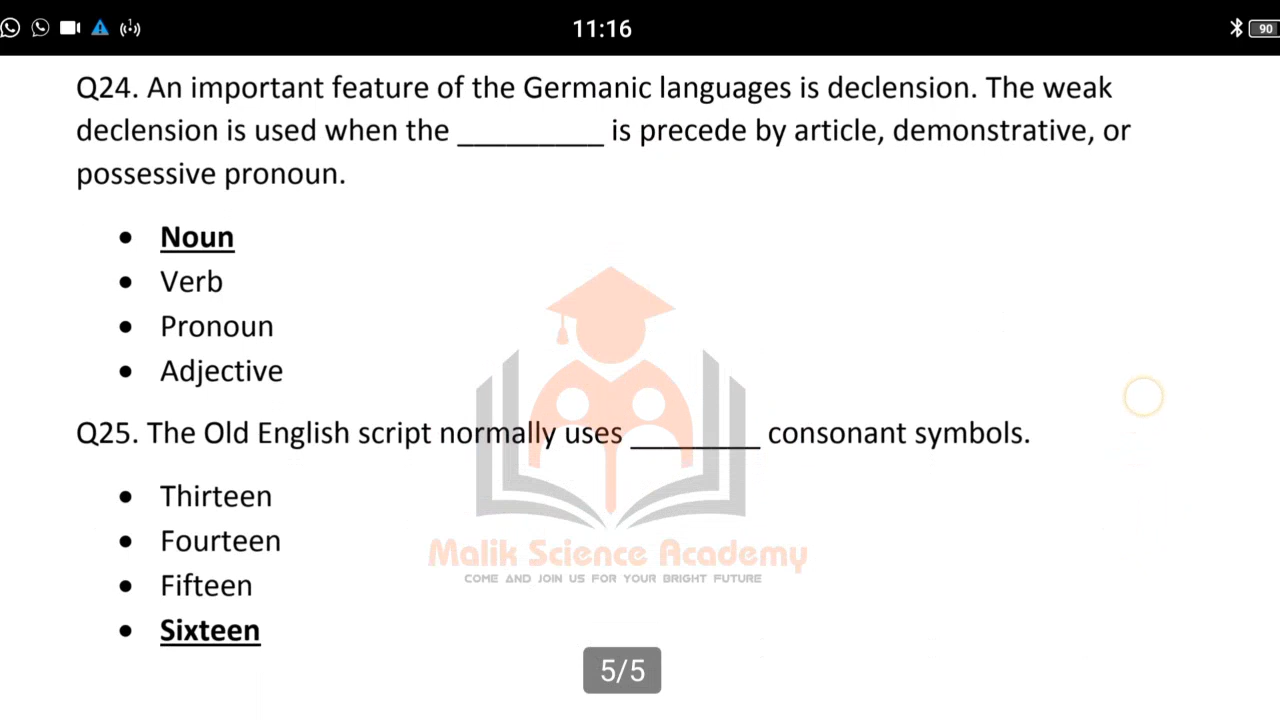 11:16
90
Q24. An important feature of the Germanic languages is declension. The weak
declension is used when the _________ is precede by article, demonstrative, or
possessive pronoun.
• Noun
• Verb
• Pronoun
• Adjective
Q25. The Old English script normally uses ________ consonant symbols.
• Thirteen
• Fourteen
• Fifteen
• Sixteen
Malik Science Academy
COME AND JOIN US FOR YOUR BRIGHT FUTURE
5/5